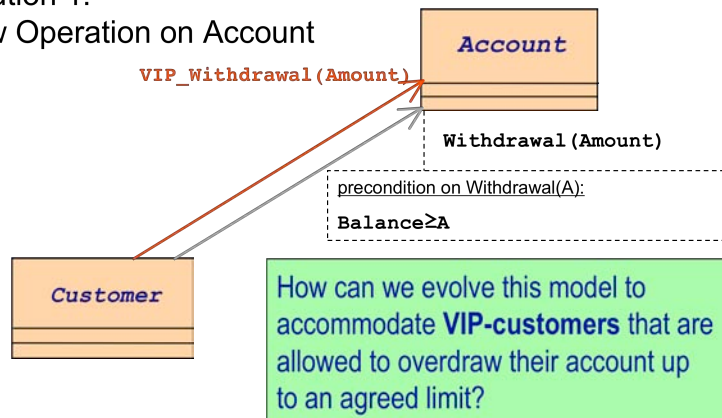 w Operation on Account
Account
VIP_Withdrawal(Amount)
Withdrawal(Amount)
precondition on Withdrawal(A):
Balance≥A
Customer
How can we evolve this model to
accommodate VIP-customers that are
allowed to overdraw their account up
to an agreed limit?